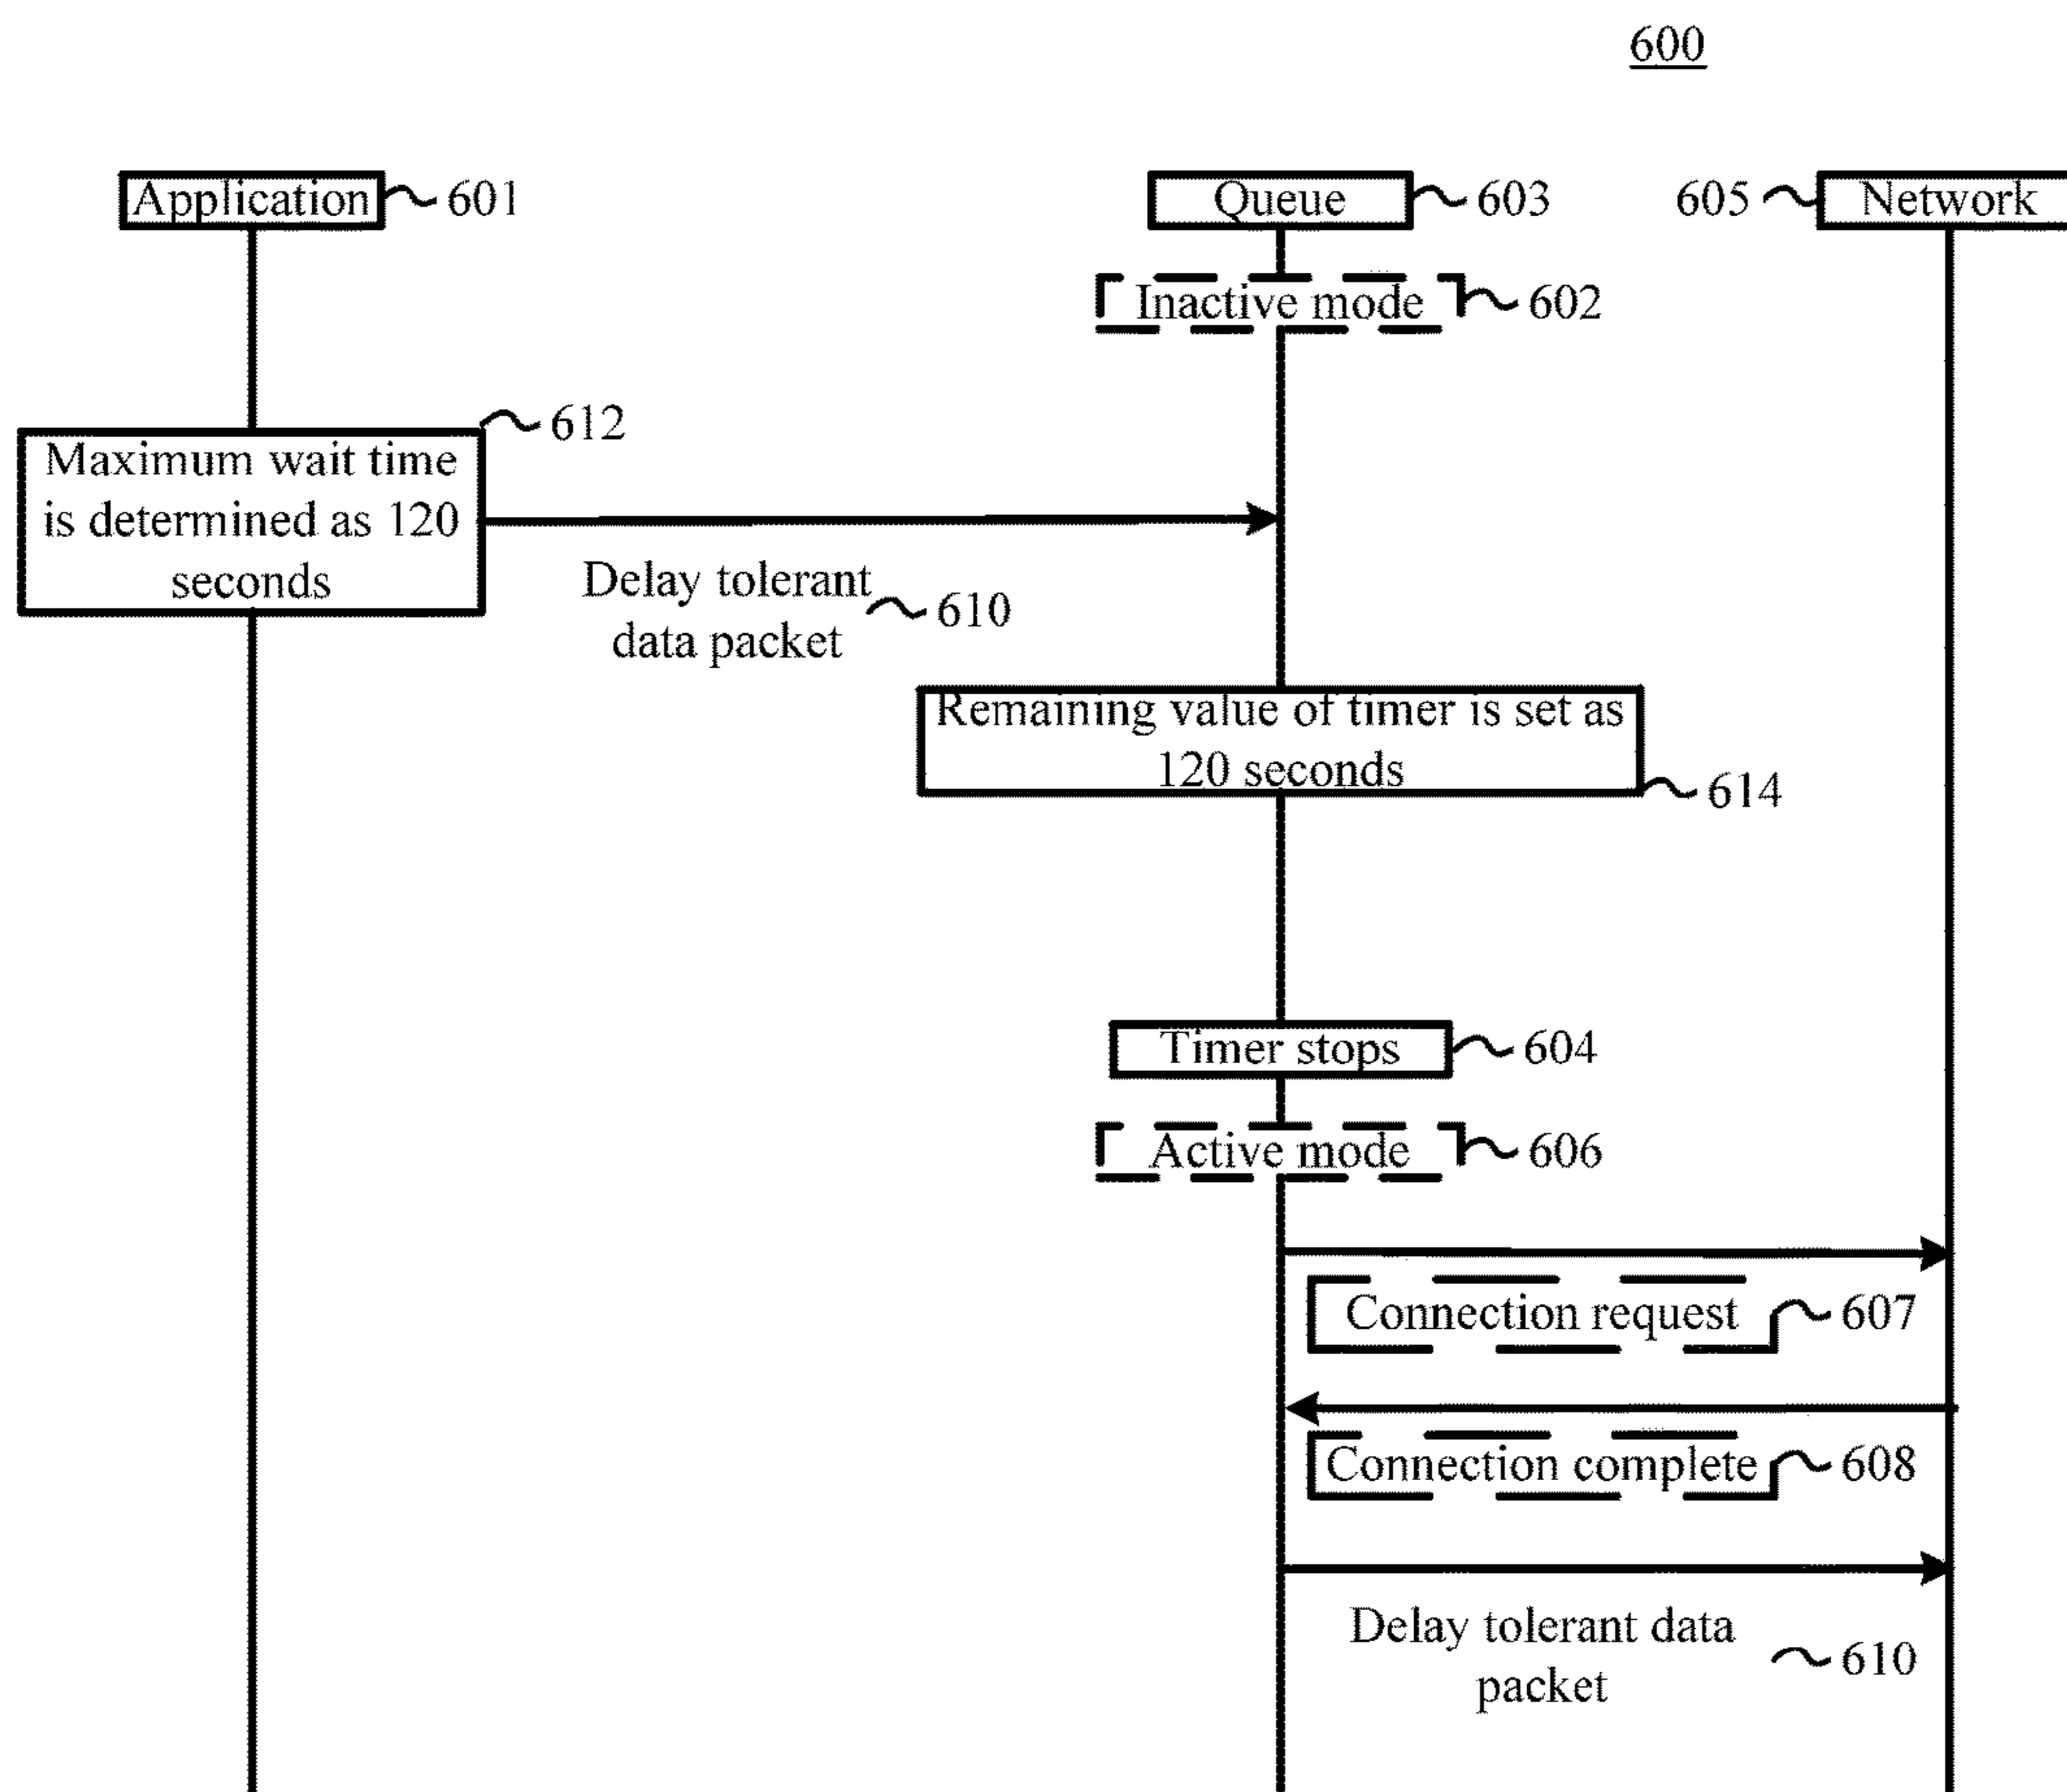 600
Application 601
Queue 603
605 Network
Inactive mode 602
612
Maximum wait time
is determined as 120
seconds
Delay tolerant
data packet
610
Remaining value of timer is set as
120 seconds
614
Timer stops 604
Active mode 606
Connection request 607
Connection complete 608
Delay tolerant data
packet
610